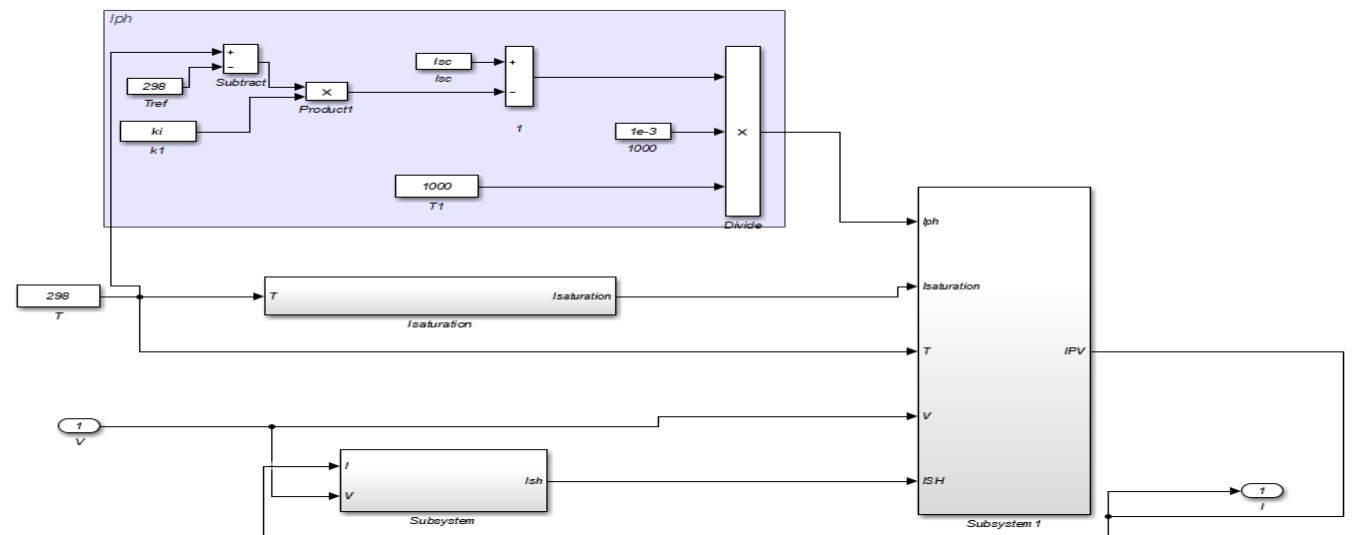 Iph
+
−
Subtract
298
Tref
ki
k1
×
Product1
Isc
Isc
+
−
1
1e-3
1000
1000
T1
×
Divide
298
T
T
Isaturation
Isaturation
Iph
Isaturation
T
V
ISH
IPV
Subsystem 1
1
V
I
V
Ish
Subsystem
1
I